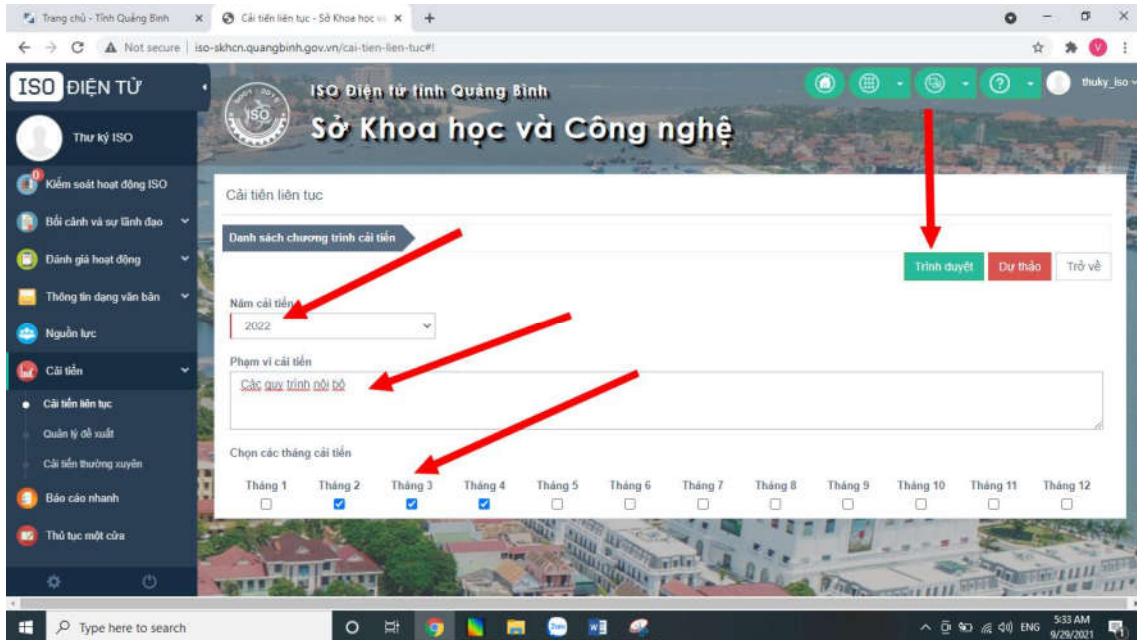 Trang chủ - Tỉnh Quảng Bình
Cải tiến liên tục - Sở Khoa học và
Not secure | iso-skhcn.quangbinh.gov.vn/cai-tien-lien-tuc#!
V
ISO ĐIỆN TỬ
ISO Điện tử tỉnh Quảng Bình
Sở Khoa học và Công nghệ
thuky_iso
Thư ký ISO
0
Kiểm soát hoạt động ISO
Bối cảnh và sự lãnh đạo
Đánh giá hoạt động
Thông tin dạng văn bản
Nguồn lực
Cải tiến
Cải tiến liên tục
Quản lý đề xuất
Cải tiến thường xuyên
Báo cáo nhanh
Thủ tục một cửa
Cải tiến liên tục
Danh sách chương trình cải tiến
Trình duyệt Dự thảo Trở về
Năm cải tiến
2022
Phạm vi cải tiến
Các quy trình nội bộ
Chọn các tháng cải tiến
Tháng 1 Tháng 2 Tháng 3 Tháng 4 Tháng 5 Tháng 6 Tháng 7 Tháng 8 Tháng 9 Tháng 10 Tháng 11 Tháng 12
Type here to search
ENG
5:33 AM
9/29/2021